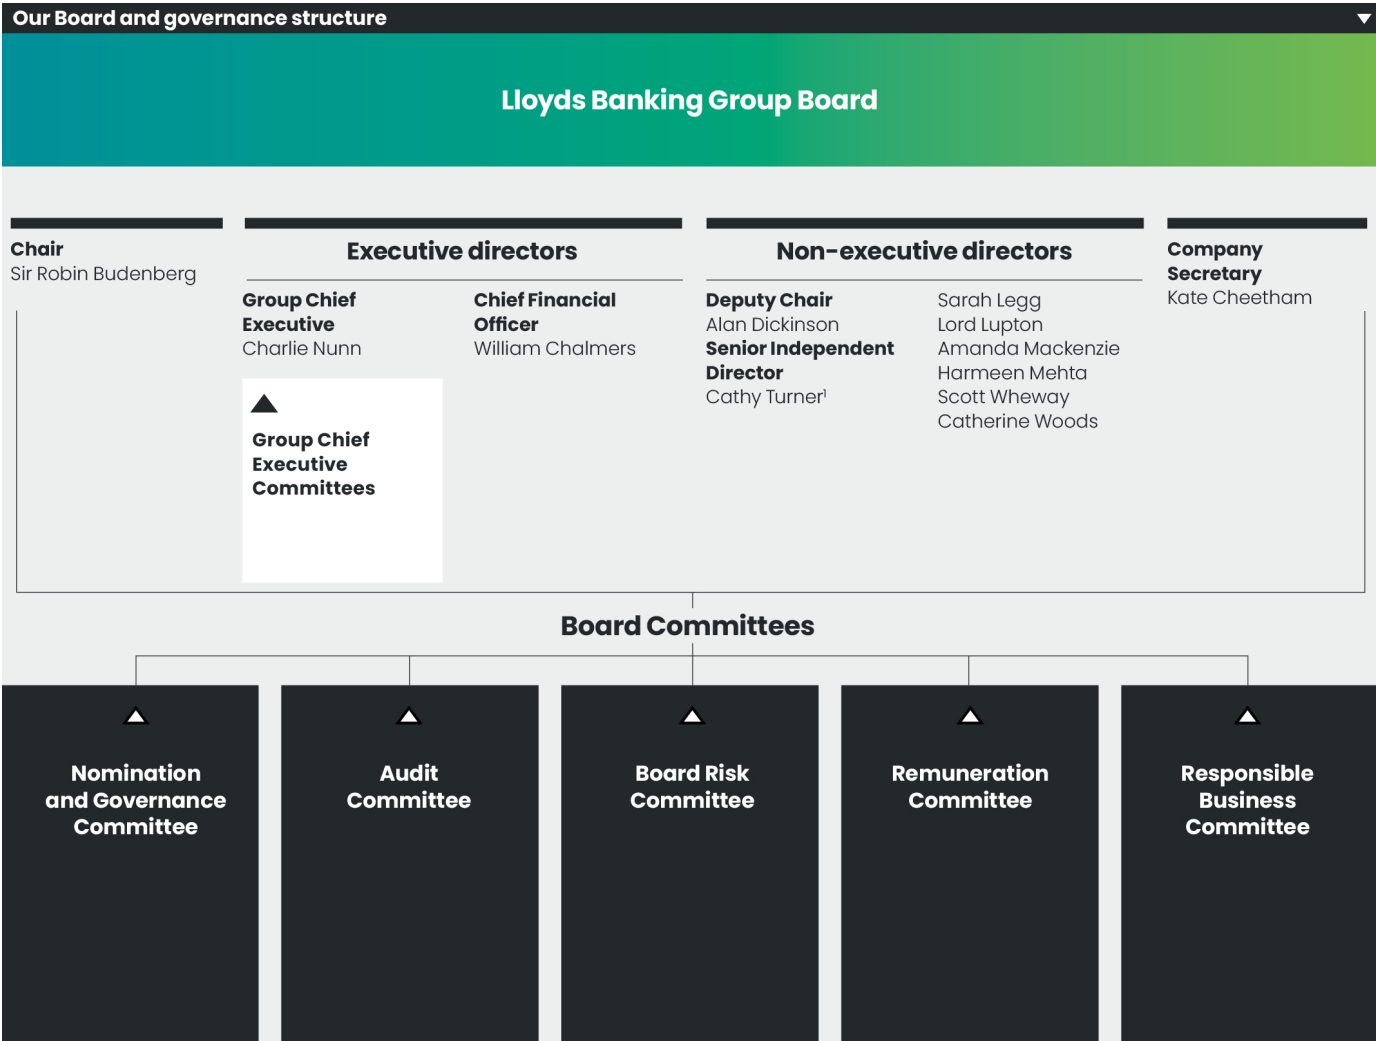 Our Board and governance structure
Lloyds Banking Group Board
Chair
Sir Robin Budenberg
Executive directors
Group Chief
Executive
Charlie Nunn
Chief Financial
Officer
William Chalmers
Group Chief
Executive
Committees
Non-executive directors
Deputy Chair
Alan Dickinson
Senior Independent
Director
Cathy Turner¹
Sarah Legg
Lord Lupton
Amanda Mackenzie
Harmeen Mehta
Scott Wheway
Catherine Woods
Company
Secretary
Kate Cheetham
Board Committees
Nomination
and Governance
Committee
Audit
Committee
Board Risk
Committee
Remuneration
Committee
Responsible
Business
Committee